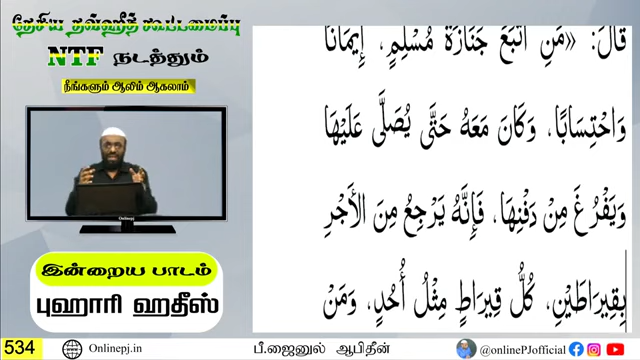 தேசிய தவ்ஹீத் கூட்டமைப்பு
NTF நடத்தும்
நீங்களும் ஆலிம் ஆகலாம்
Onlinepj
இன்றைய பாடம்
புஹாரி ஹதீஸ்
قَالَ: «مَنِ اتَّبَعَ جَنَازَةَ مُسْلِمٍ، إِيمَانًا
وَاحْتِسَابًا، وَكَانَ مَعَهُ حَتَّى يُصَلَّى عَلَيْهَا
وَيَفْرُغَ مِنْ دَفْنِهَا، فَإِنَّهُ يَرْجِعُ مِنَ الأَجْرِ
بِقِيرَاطَيْنِ، كُلُّ قِيرَاطٍ مِثْلُ أُحُدٍ، وَمَنْ
534 Onlinepj.in பீ.ஜைனுல் ஆபிதீன் @onlinePJofficial